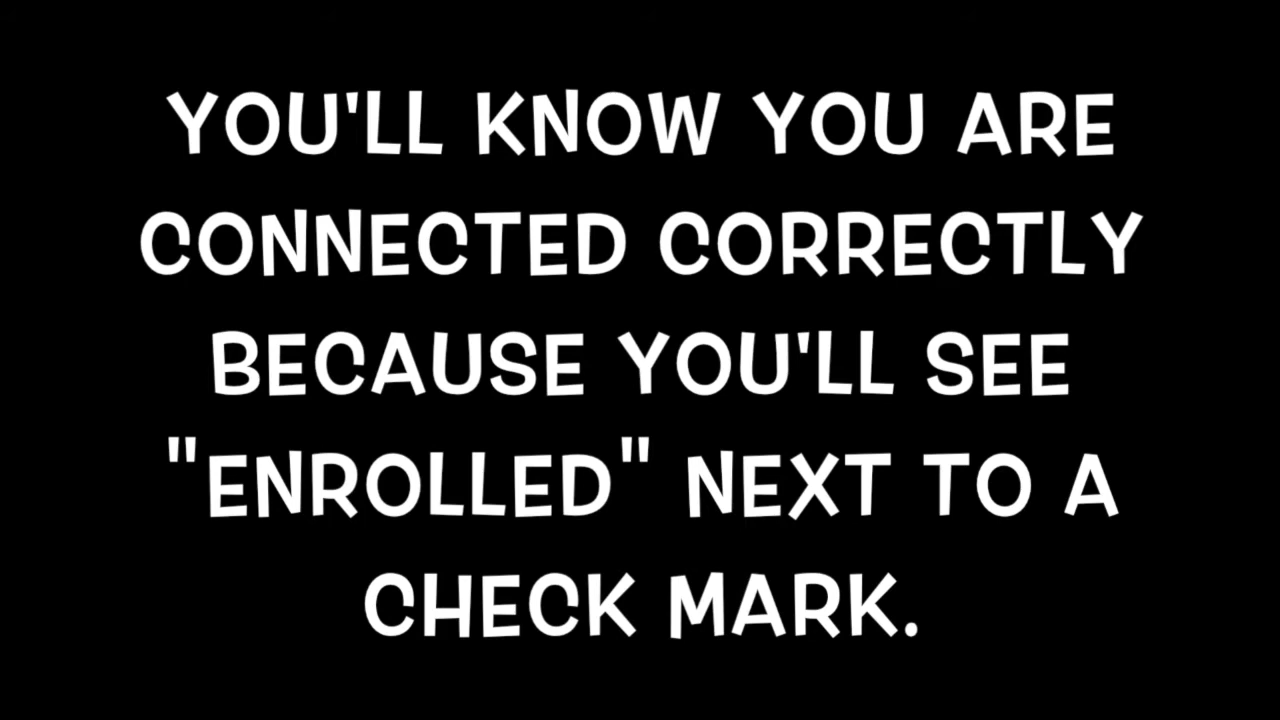 YOU'LL KNOW YOU ARE
CONNECTED CORRECTLY
BECAUSE YOU'LL SEE
"ENROLLED" NEXT TO A
CHECK MARK.